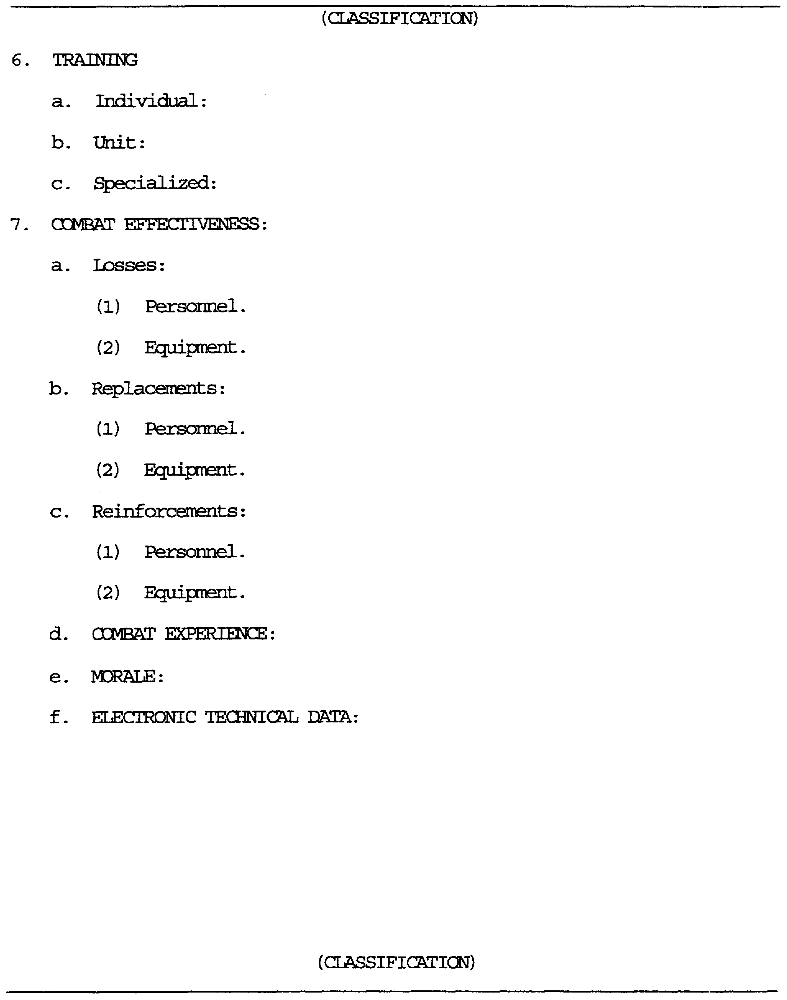 (CLASSIFICATION)
6. TRAINING
a. Individual:
b. Unit:
c. Specialized:
7. COMBAT EFFECTIVENESS:
a. Losses:
(1) Personnel.
(2) Equipment.
b. Replacements:
(1) Personnel.
(2) Equipment.
c. Reinforcements:
(1) Personnel.
(2) Equipment.
d. COMBAT EXPERIENCE:
e. MORALE:
f. ELECTRONIC TECHNICAL DATA:
(CLASSIFICATION)